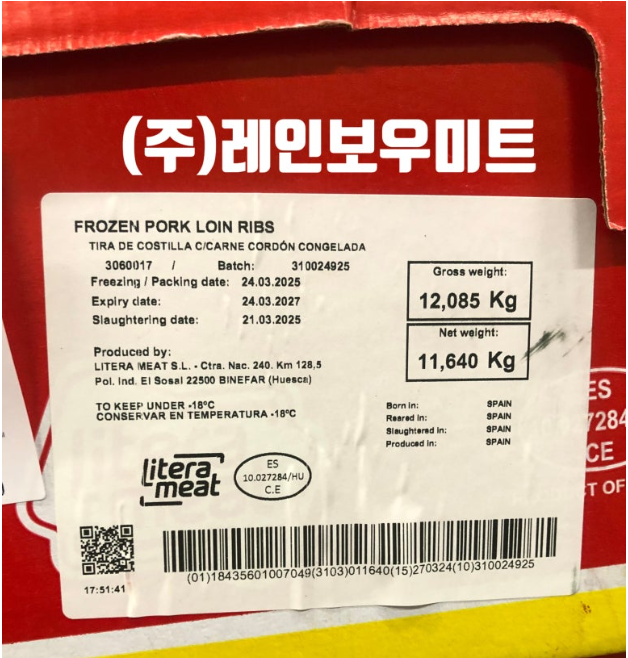 (주)레인보우미트
FROZEN PORK LOIN RIBS
TIRA DE COSTILLA C/CARNE CORDÓN CONGELADA
3060017 / Batch: 310024925
Freezing / Packing date: 24.03.2025
Expiry date: 24.03.2027
Slaughtering date: 21.03.2025
Gross weight:
12,085 Kg
Net weight:
11,640 Kg
Produced by:
LITERA MEAT S.L. - Ctra. Nac. 240. Km 128,5
Pol. Ind. El Sosal 22500 BINEFAR (Huesca)
TO KEEP UNDER -18ºC
CONSERVAR EN TEMPERATURA -18ºC
Born in: SPAIN
Reared in: SPAIN
Slaughtered in: SPAIN
Produced in: SPAIN
litera
meat
ES
10.027284/HU
C.E
(01)18435601007049(3103)011640(15)270324(10)310024925
17:51:41
ES
7284
CE
CT OF